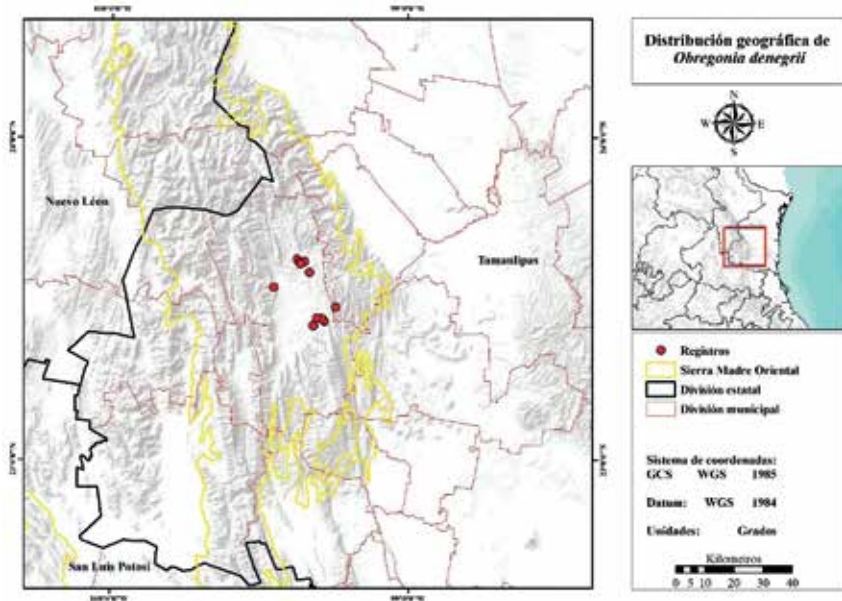 Distribución geográfica de
Obregonia denegrii
N
W
E
S
Nuevo Léon
Tamaulipas
San Luis Potosí
Registros
Sierra Madre Oriental
División estatal
División municipal
Sistema de coordenadas:
GCS WGS 1985
Datum: WGS 1984
Unidades: Grados
Kilometros
0 5 10 20 30 40